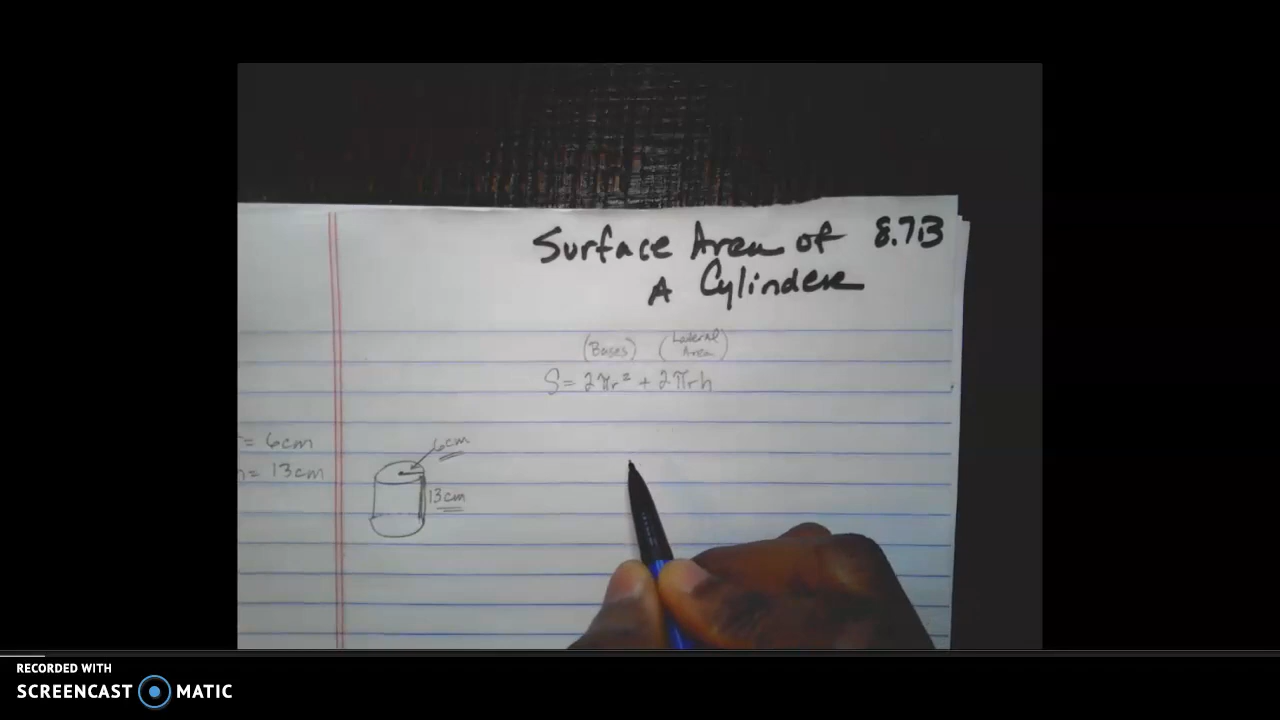 Surface Area of 8.7B
A Cylinder
(Bases) (Lateral Area)
S = 2πr² + 2πrh
r = 6cm
h = 13cm
6cm
13cm
RECORDED WITH
SCREENCAST MATIC